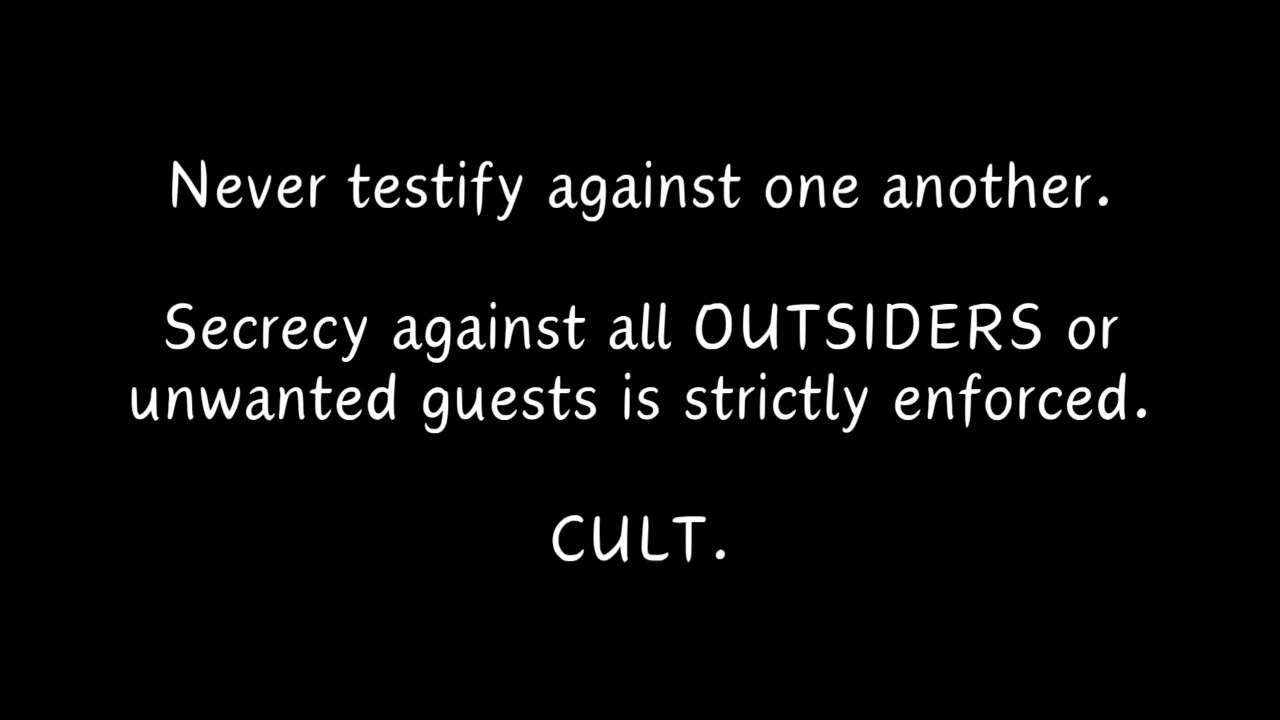 Never testify against one another.
Secrecy against all OUTSIDERS or
unwanted guests is strictly enforced.
CULT.